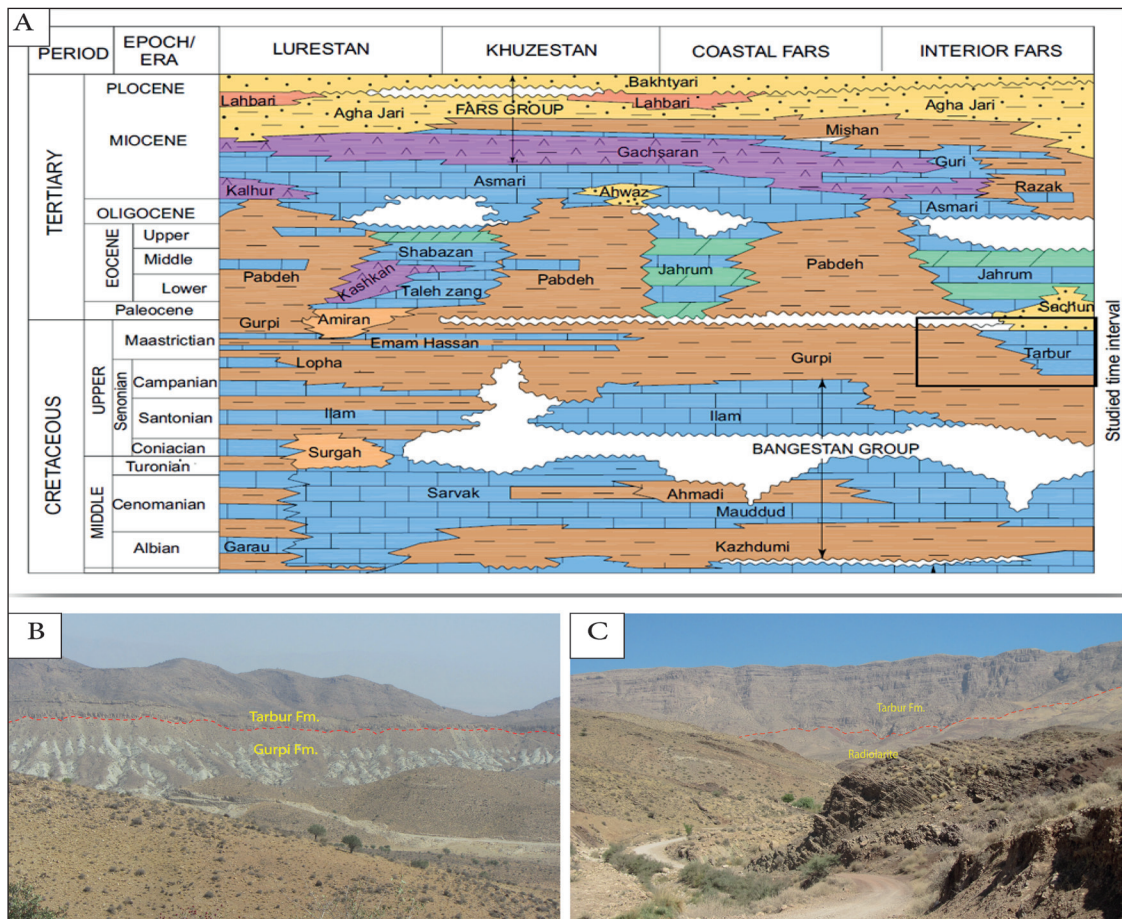 A
PERIOD
EPOCH/
ERA
LURESTAN
KHUZESTAN
COASTAL FARS
INTERIOR FARS
TERTIARY
PLOCENE
MIOCENE
OLIGOCENE
EOCENE
Upper
Middle
Lower
Paleocene
CRETACEOUS
UPPER
Senonian
Maastrictian
Campanian
Santonian
Coniacian
MIDDLE
Turonian
Cenomanian
Albian
Bakhtyari
Lahbari
Lahbari
Agha Jari
FARS GROUP
Agha Jari
Mishan
Gachsaran
Guri
Asmari
Kalhur
Ahwaz
Razak
Asmari
Shabazan
Pabdeh
Kashkan
Taleh zang
Pabdeh
Jahrum
Pabdeh
Jahrum
Sachun
Amiran
Gurpi
Emam Hassan
Lopha
Gurpi
Tarbur
Ilam
Ilam
Surgah
BANGESTAN GROUP
Sarvak
Ahmadi
Mauddud
Garau
Kazhdumi
Studied time interval
B
Tarbur Fm.
Gurpi Fm.
C
Tarbur Fm.
Radiolarite